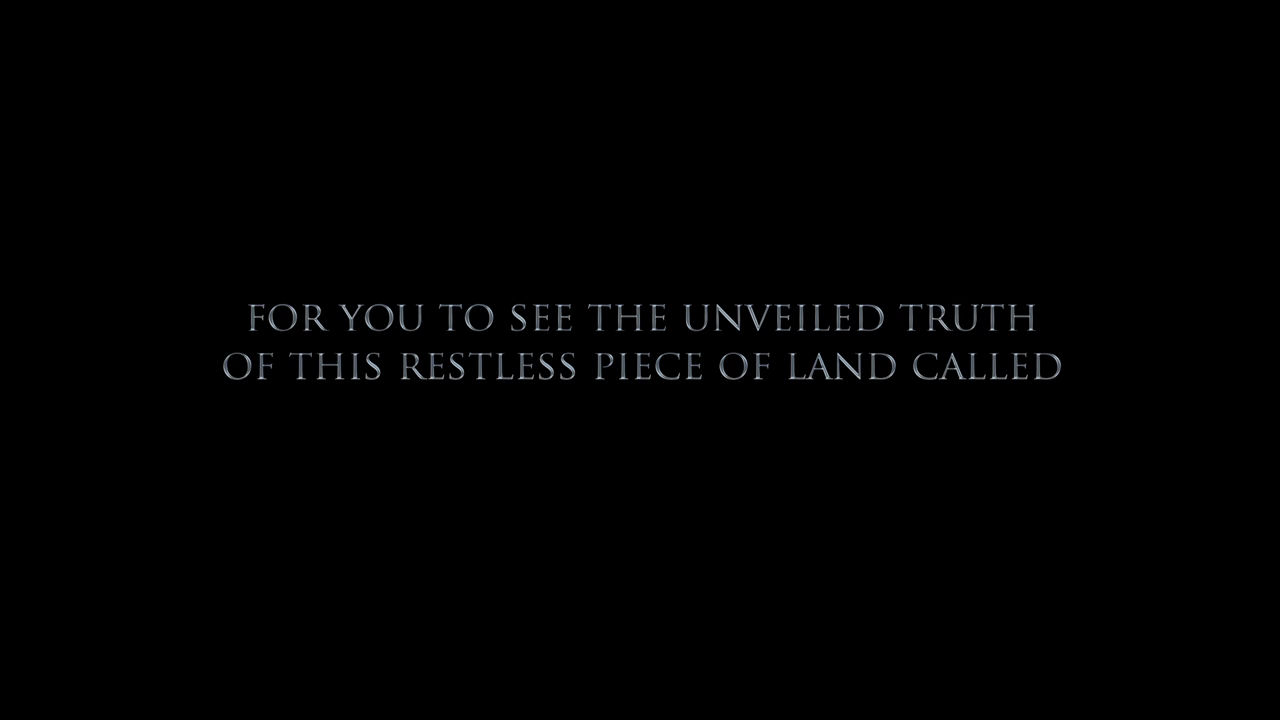 FOR YOU TO SEE THE UNVEILED TRUTH
OF THIS RESTLESS PIECE OF LAND CALLED